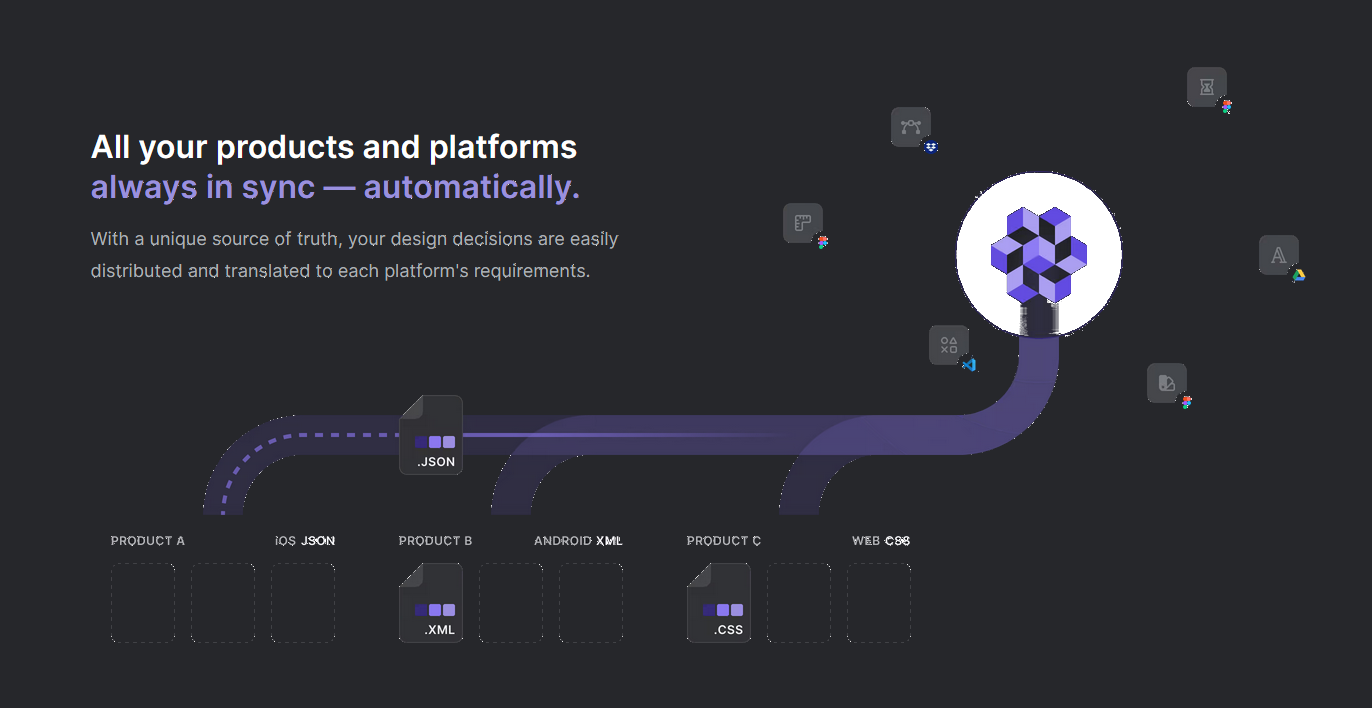 All your products and platforms
always in sync — automatically.
With a unique source of truth, your design decisions are easily
distributed and translated to each platform's requirements.
.JSON
PRODUCT A iOS JSON
PRODUCT B ANDROID XML
PRODUCT C WEB CSS
.XML
.CSS